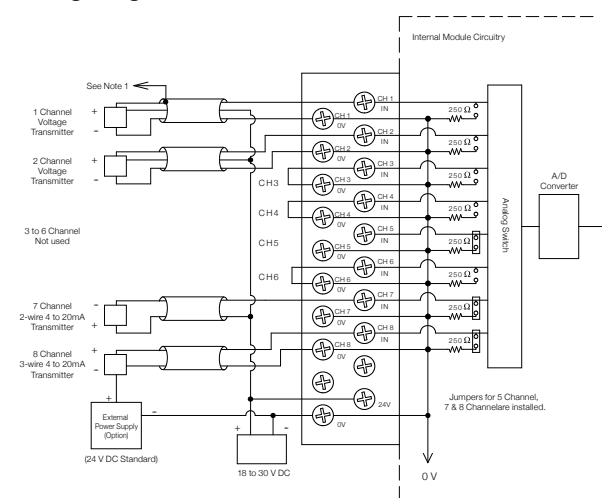 Internal Module Circuitry
See Note 1
1 Channel
Voltage
Transmitter
+
-
2 Channel
Voltage
Transmitter
+
-
3 to 6 Channel
Not used
7 Channel
2-wire 4 to 20mA
Transmitter
-
+
8 Channel
3-wire 4 to 20mA
Transmitter
+
-
+
-
External
Power Supply
(Option)
(24 V DC Standard)
+
-
18 to 30 V DC
CH3
CH4
CH5
CH6
CH 1
IN
CH 1
0V
CH 2
IN
CH 2
0V
CH 3
IN
CH 3
0V
CH 4
IN
CH 4
0V
CH 5
IN
CH 5
0V
CH 6
IN
CH 6
0V
CH 7
IN
CH 7
0V
CH 8
IN
CH 8
0V
24V
0V
250 Ω
250 Ω
250 Ω
250 Ω
250 Ω
250 Ω
250 Ω
250 Ω
Analog Switch
A/D
Converter
Jumpers for 5 Channel,
7 & 8 Channelare installed.
0 V